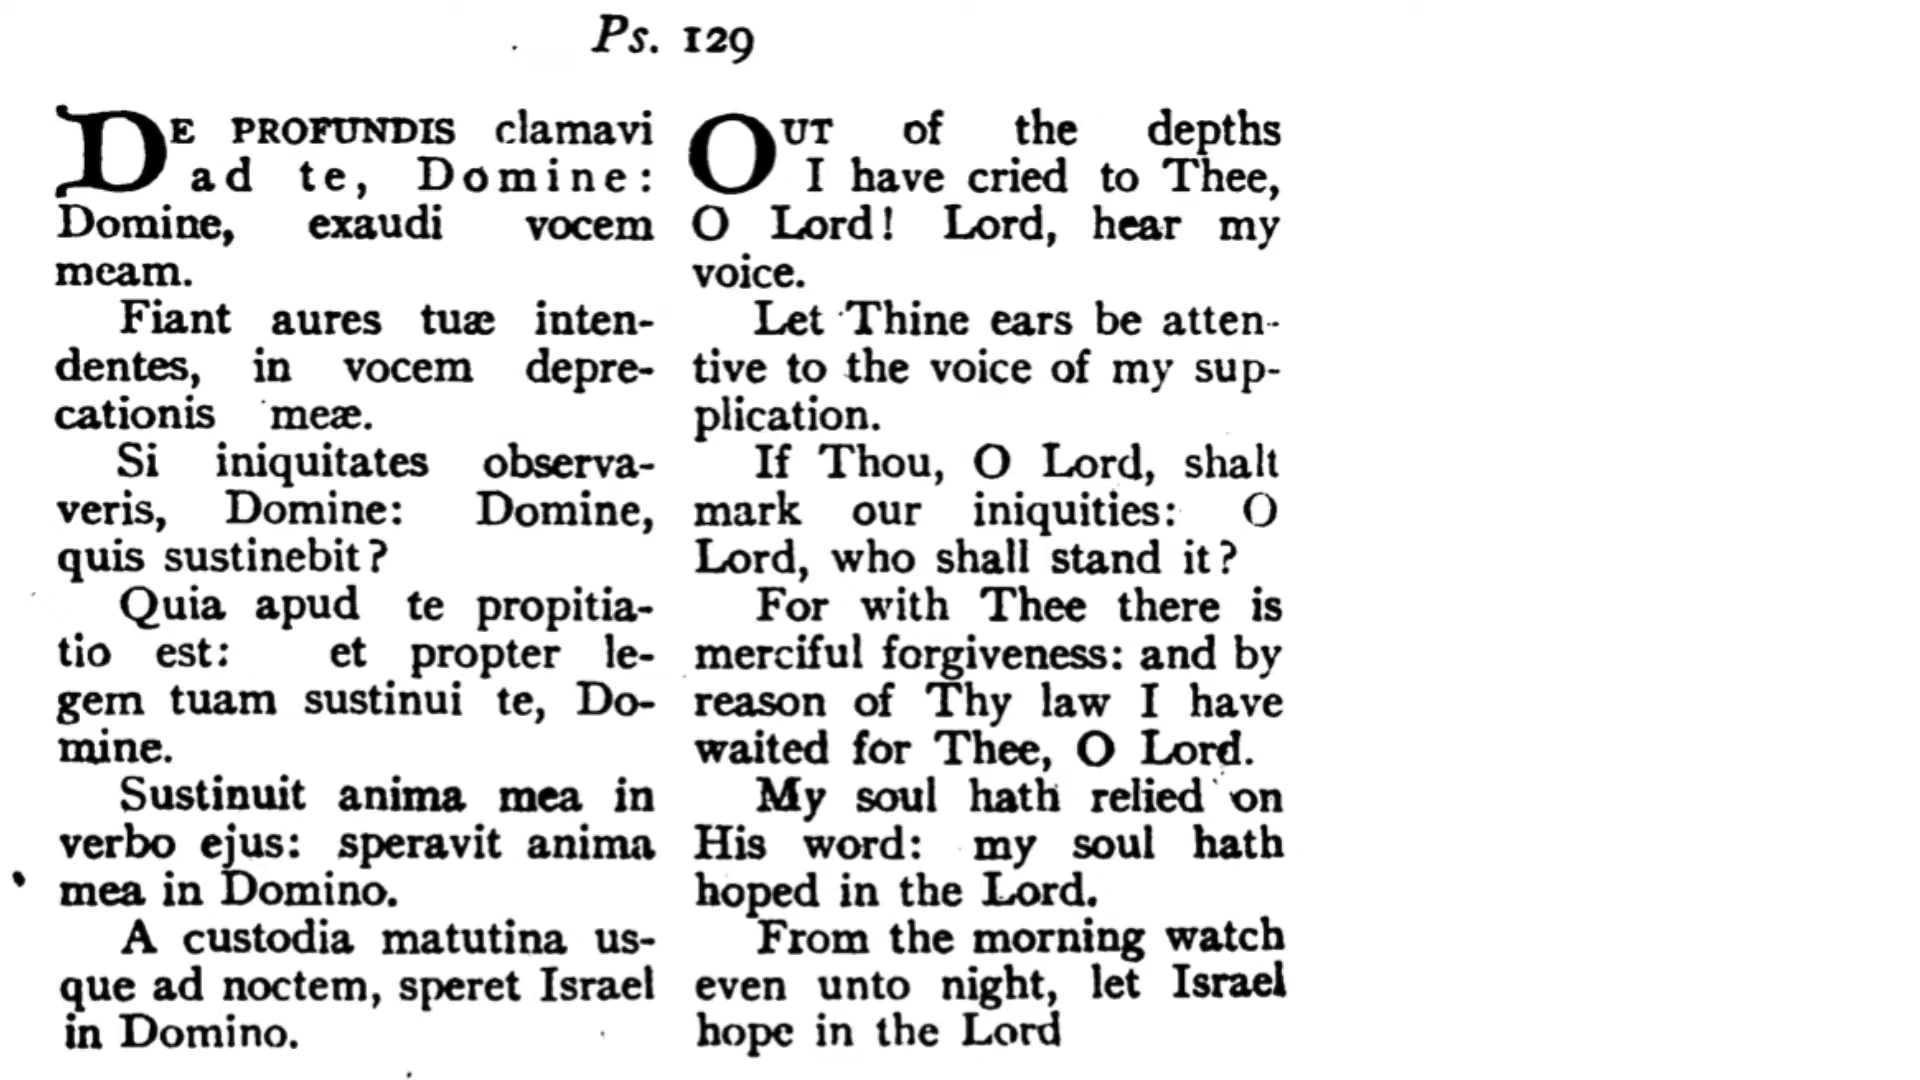 Ps. 129
DE PROFUNDIS clamavi
ad te, Domine:
Domine, exaudi vocem
meam.
Fiant aures tuæ inten-
dentes, in vocem depre-
cationis meæ.
Si iniquitates observa-
veris, Domine: Domine,
quis sustinebit?
Quia apud te propitia-
tio est: et propter le-
gem tuam sustinui te, Do-
mine.
Sustinuit anima mea in
verbo ejus: speravit anima
mea in Domino.
A custodia matutina us-
que ad noctem, speret Israel
in Domino.
OUT of the depths
I have cried to Thee,
O Lord! Lord, hear my
voice.
Let Thine ears be atten-
tive to the voice of my sup-
plication.
If Thou, O Lord, shalt
mark our iniquities: O
Lord, who shall stand it?
For with Thee there is
merciful forgiveness: and by
reason of Thy law I have
waited for Thee, O Lord.
My soul hath relied on
His word: my soul hath
hoped in the Lord.
From the morning watch
even unto night, let Israel
hope in the Lord